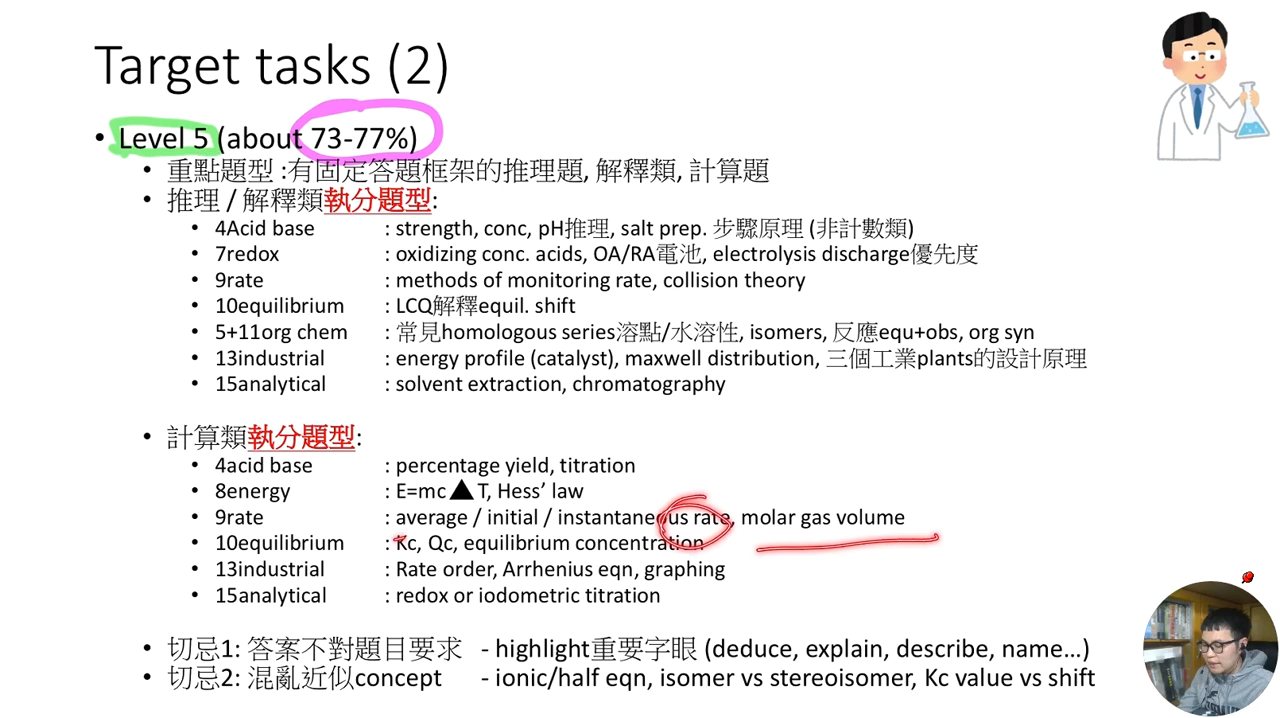 Target tasks (2)
• Level 5 (about 73-77%)
• 重點題型 :有固定答題框架的推理題, 解釋類, 計算題
• 推理 / 解釋類執分題型:
• 4Acid base : strength, conc, pH推理, salt prep. 步驟原理 (非計數類)
• 7redox : oxidizing conc. acids, OA/RA電池, electrolysis discharge優先度
• 9rate : methods of monitoring rate, collision theory
• 10equilibrium : LCQ解釋equil. shift
• 5+11org chem : 常見homologous series溶點/水溶性, isomers, 反應equ+obs, org syn
• 13industrial : energy profile (catalyst), maxwell distribution, 三個工業plants的設計原理
• 15analytical : solvent extraction, chromatography
• 計算類執分題型:
• 4acid base : percentage yield, titration
• 8energy : E=mc▲T, Hess’ law
• 9rate : average / initial / instantaneous rate, molar gas volume
• 10equilibrium : Kc, Qc, equilibrium concentration
• 13industrial : Rate order, Arrhenius eqn, graphing
• 15analytical : redox or iodometric titration
• 切忌1: 答案不對題目要求 - highlight重要字眼 (deduce, explain, describe, name…)
• 切忌2: 混亂近似concept - ionic/half eqn, isomer vs stereoisomer, Kc value vs shift